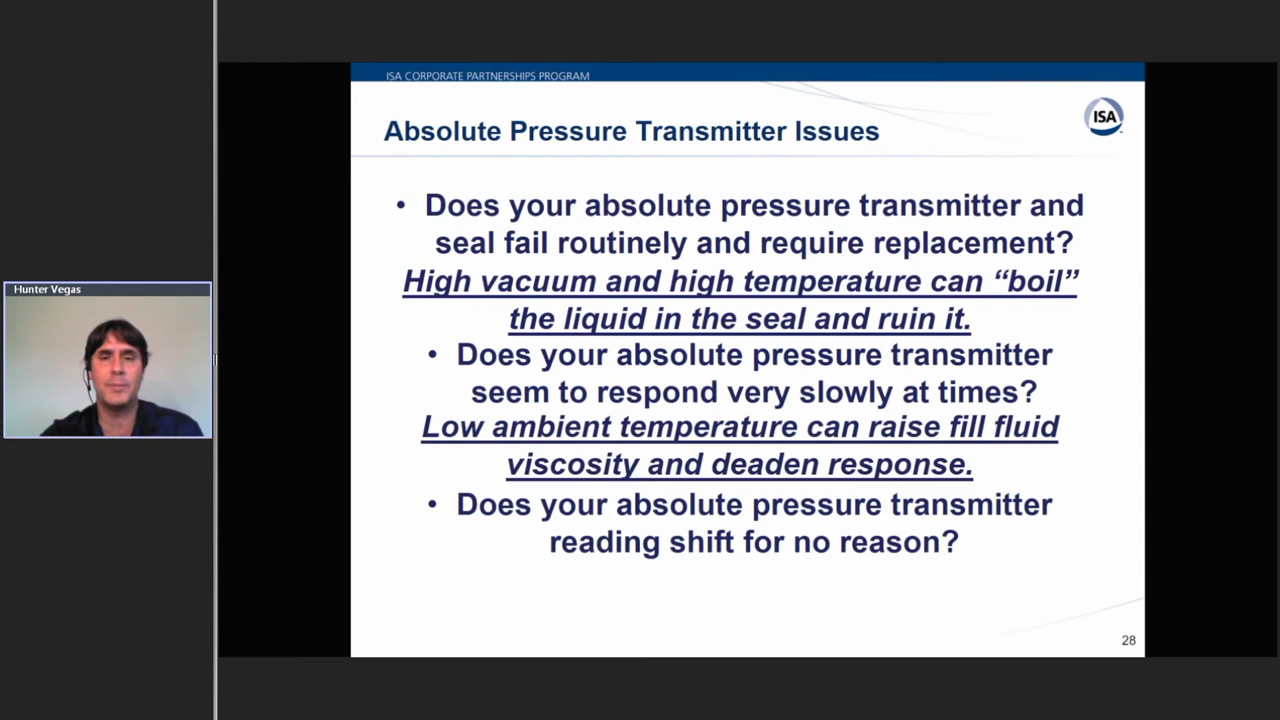 Hunter Vegas
ISA CORPORATE PARTNERSHIPS PROGRAM
ISA
Absolute Pressure Transmitter Issues
• Does your absolute pressure transmitter and
seal fail routinely and require replacement?
High vacuum and high temperature can “boil”
the liquid in the seal and ruin it.
• Does your absolute pressure transmitter
seem to respond very slowly at times?
Low ambient temperature can raise fill fluid
viscosity and deaden response.
• Does your absolute pressure transmitter
reading shift for no reason?
28